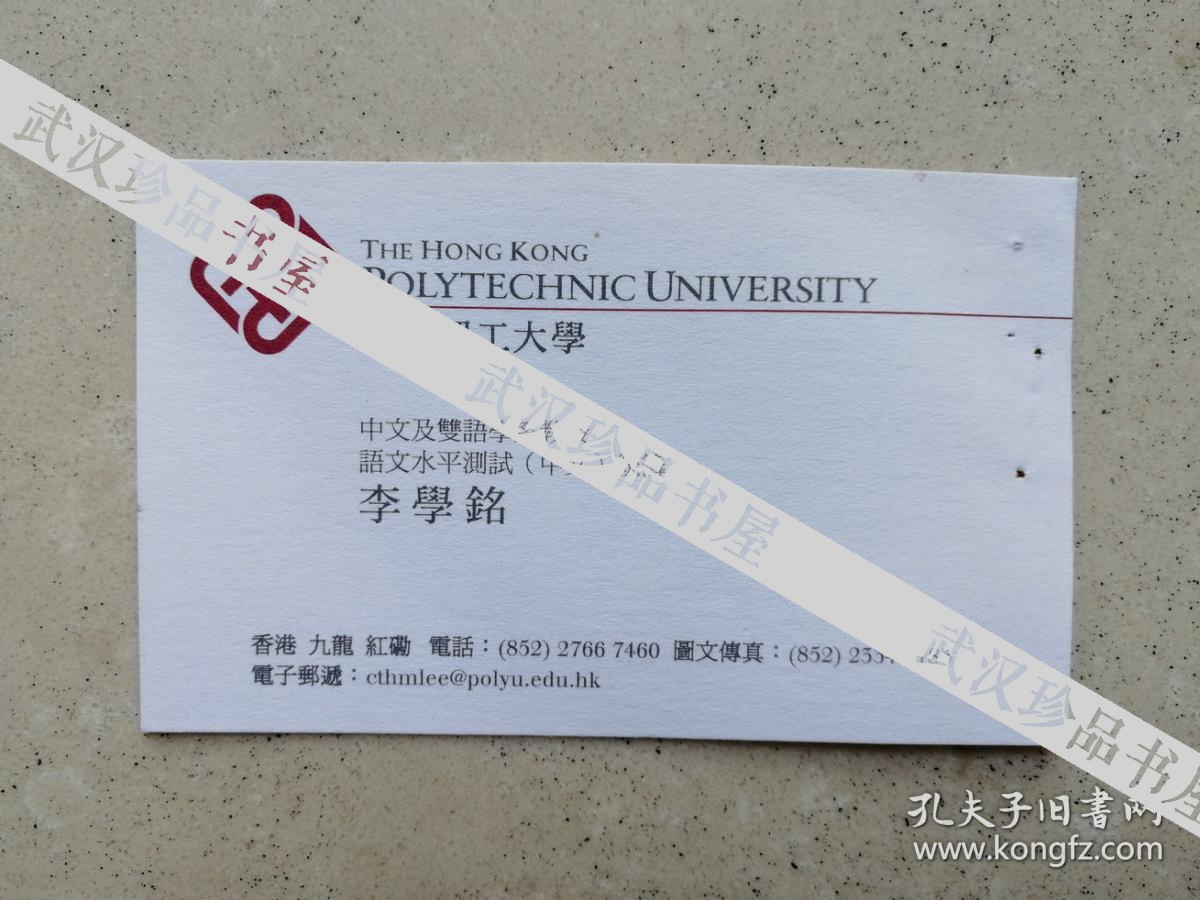 THE HONG KONG
POLYTECHNIC UNIVERSITY
工大學
中文及雙語學
語文水平測試（中
李學銘
香港 九龍 紅磡 電話：(852) 2766 7460 圖文傳真：(852) 233
電子郵遞：cthmlee@polyu.edu.hk
武汉珍品书屋
武汉珍品书屋
武汉珍品书屋
孔夫子旧书网
www.kongfz.com